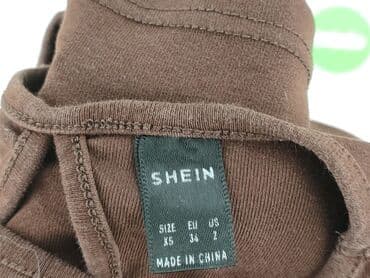 SHEIN
SIZE EU US
XS 34 2
MADE IN CHINA